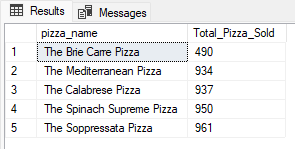 Results Messages
pizza_name Total_Pizza_Sold
1 The Brie Carre Pizza 490
2 The Mediterranean Pizza 934
3 The Calabrese Pizza 937
4 The Spinach Supreme Pizza 950
5 The Soppressata Pizza 961